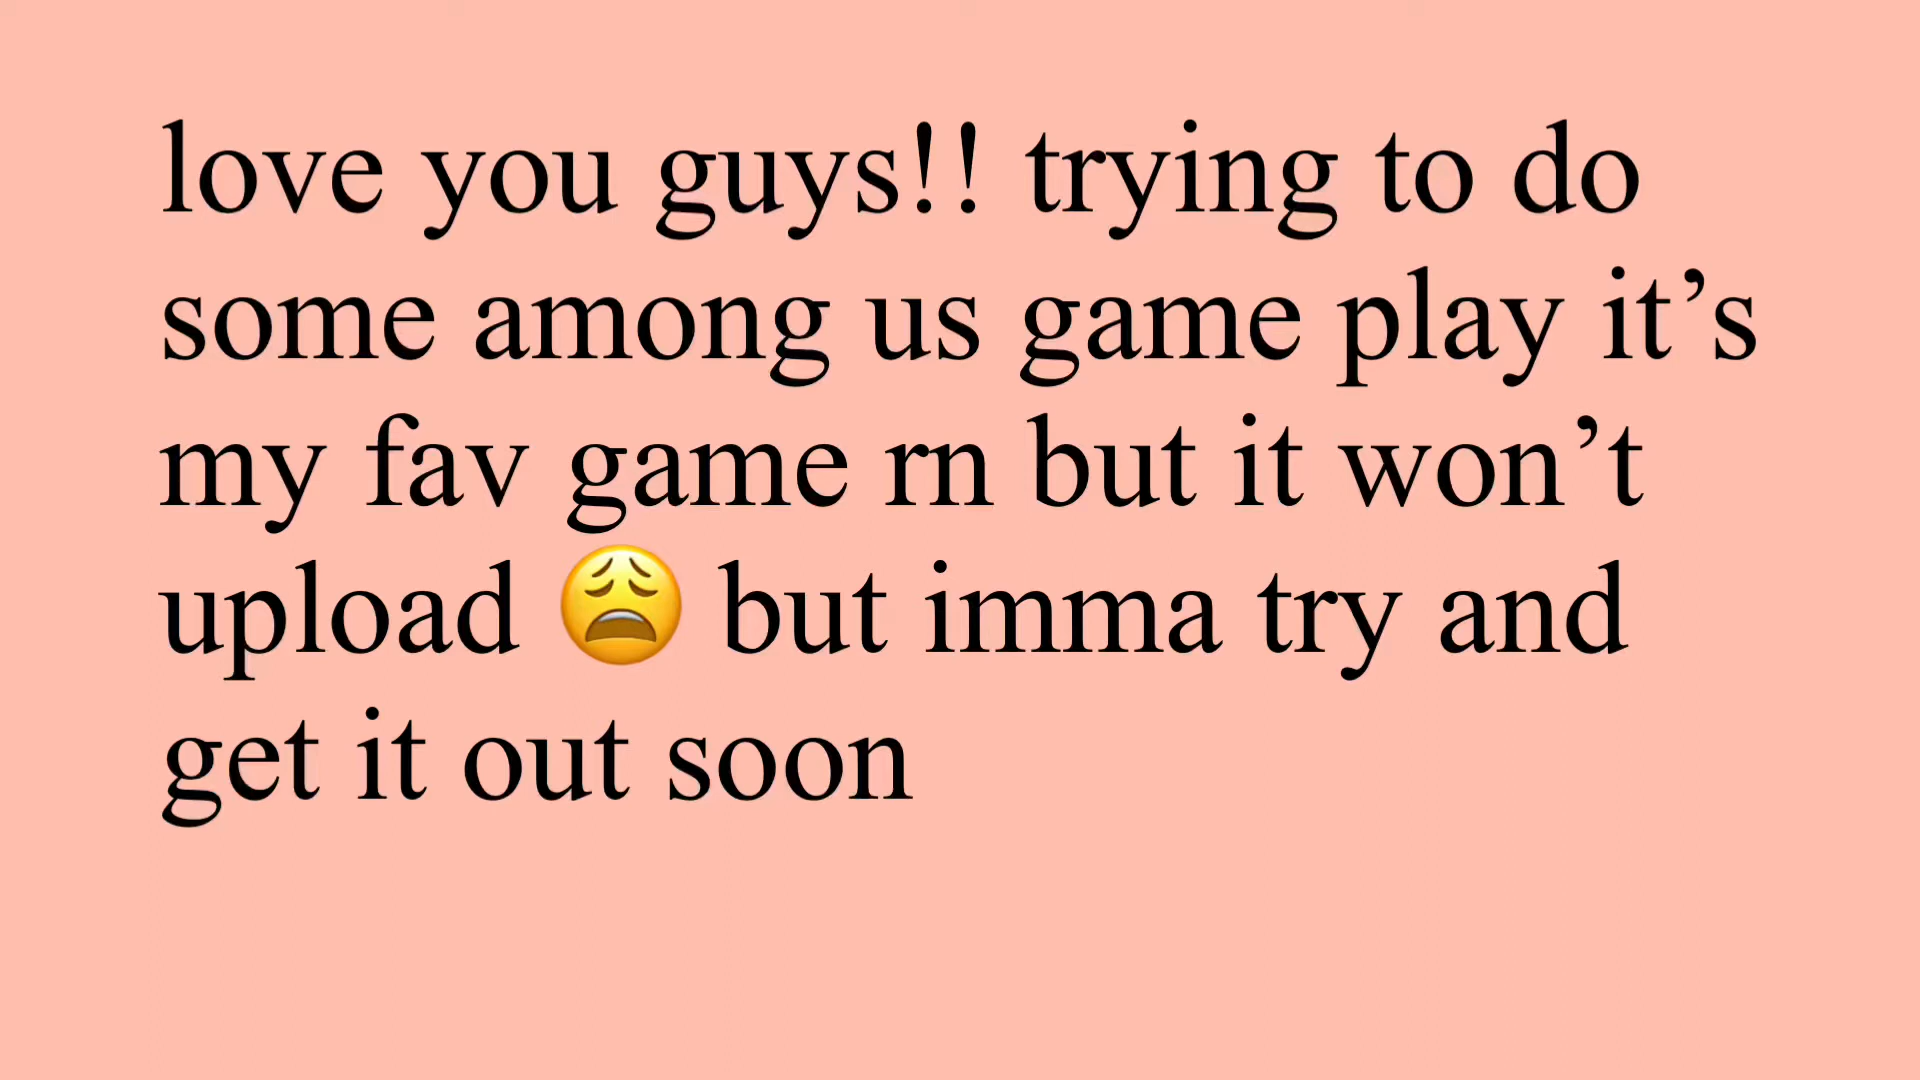 love you guys!! trying to do
some among us game play it’s
my fav game rn but it won’t
upload 😩 but imma try and
get it out soon